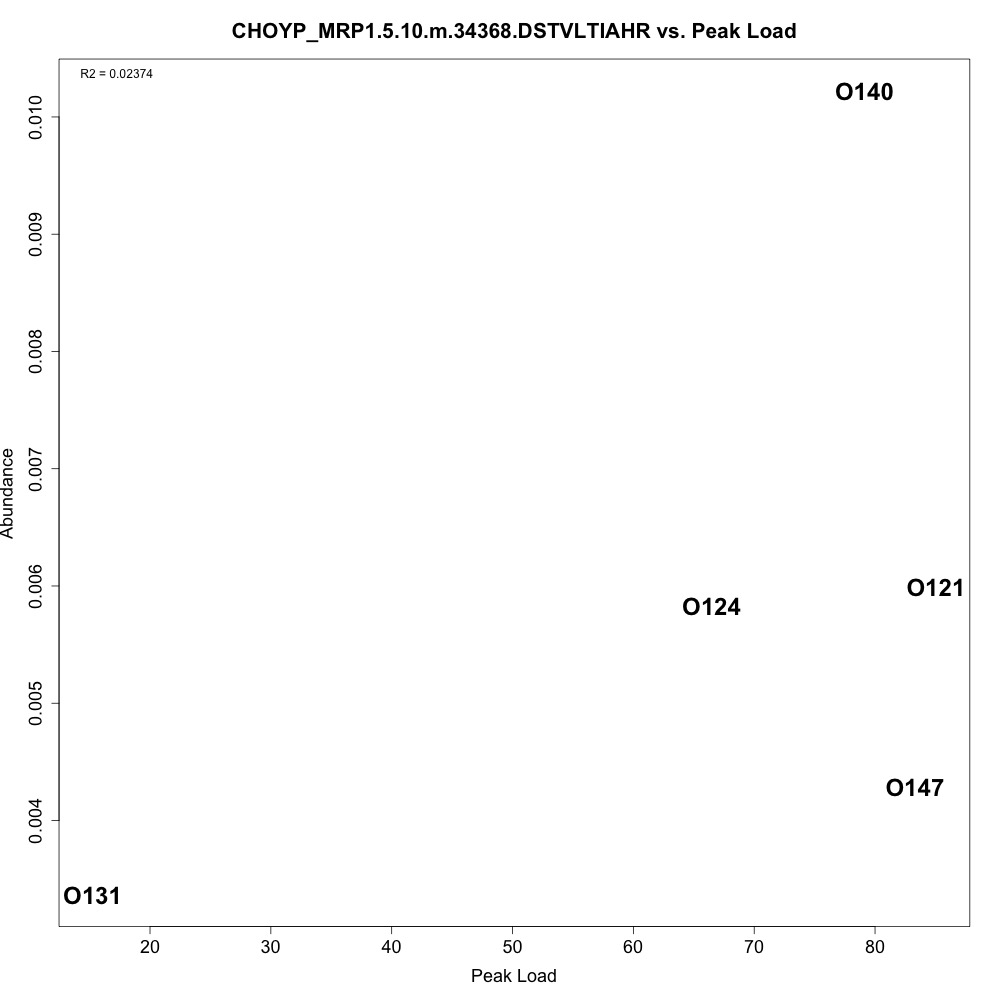 CHOYP_MRP1.5.10.m.34368.DSTVLTIAHR vs. Peak Load
R2 = 0.02374
O140
0.010
0.009
0.008
0.007
Abundance
0.006
O121
O124
0.005
O147
0.004
O131
20 30 40 50 60 70 80
Peak Load